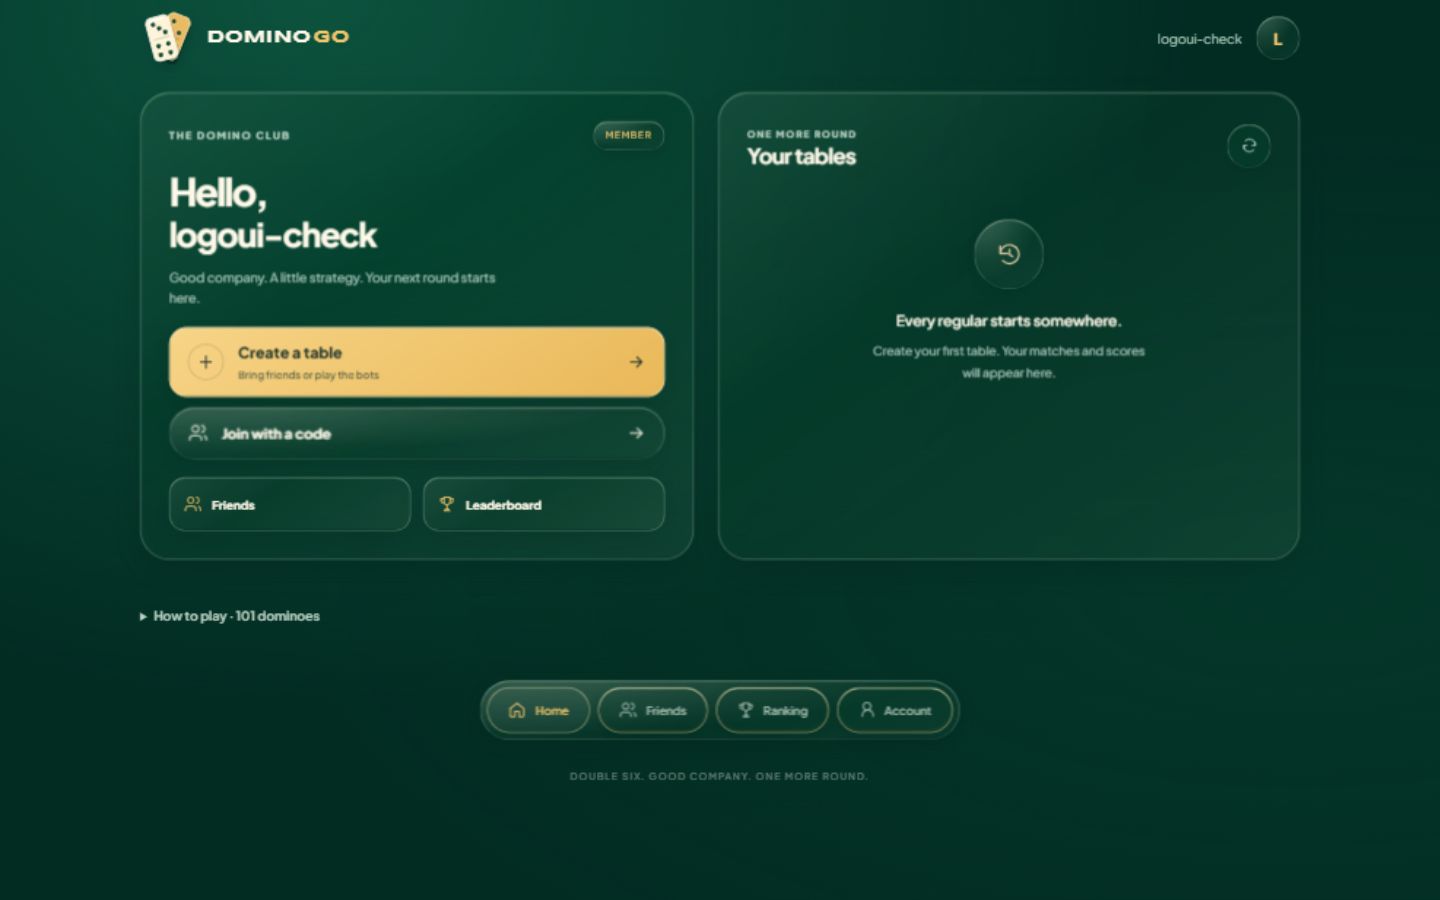 DOMINOGO
logoui-check
L
THE DOMINO CLUB
MEMBER
Hello,
logoui-check
Good company. A little strategy. Your next round starts
here.
Create a table
Bring friends or play the bots
Join with a code
Friends
Leaderboard
ONE MORE ROUND
Your tables
Every regular starts somewhere.
Create your first table. Your matches and scores
will appear here.
How to play · 101 dominoes
Home
Friends
Ranking
Account
DOUBLE SIX. GOOD COMPANY. ONE MORE ROUND.